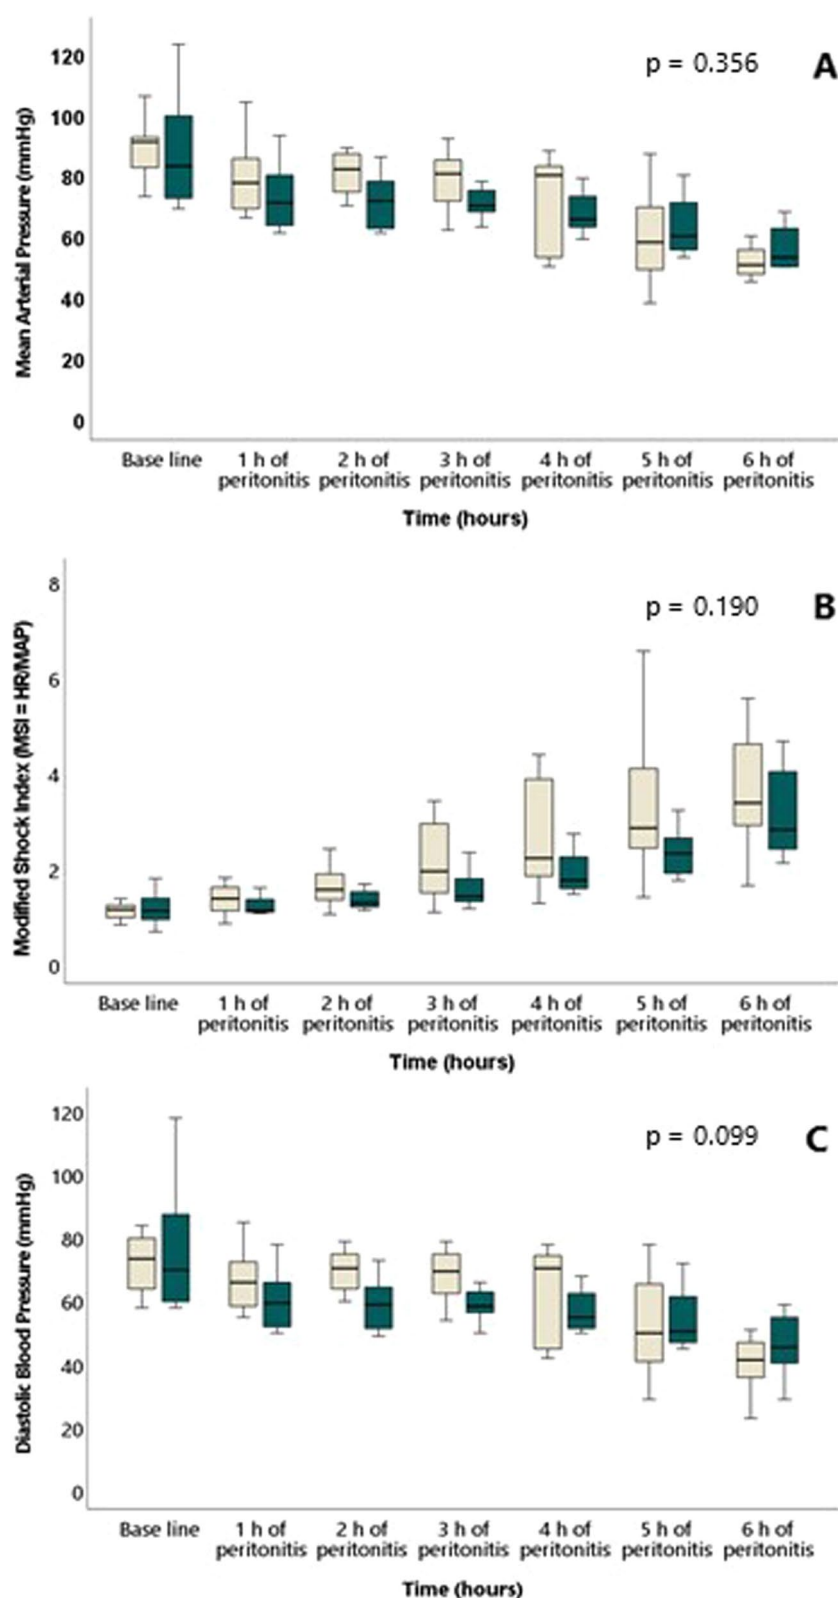 Mean Arterial Pressure (mmHg)
120
100
80
60
40
20
0
p = 0.356
A
Base line
1 h of
peritonitis
2 h of
peritonitis
3 h of
peritonitis
4 h of
peritonitis
5 h of
peritonitis
6 h of
peritonitis
Time (hours)
Modified Shock Index (MSI = HR/MAP)
8
6
4
2
0
p = 0.190
B
Base line
1 h of
peritonitis
2 h of
peritonitis
3 h of
peritonitis
4 h of
peritonitis
5 h of
peritonitis
6 h of
peritonitis
Time (hours)
Diastolic Blood Pressure (mmHg)
120
100
80
60
40
20
0
p = 0.099
C
Base line
1 h of
peritonitis
2 h of
peritonitis
3 h of
peritonitis
4 h of
peritonitis
5 h of
peritonitis
6 h of
peritonitis
Time (hours)